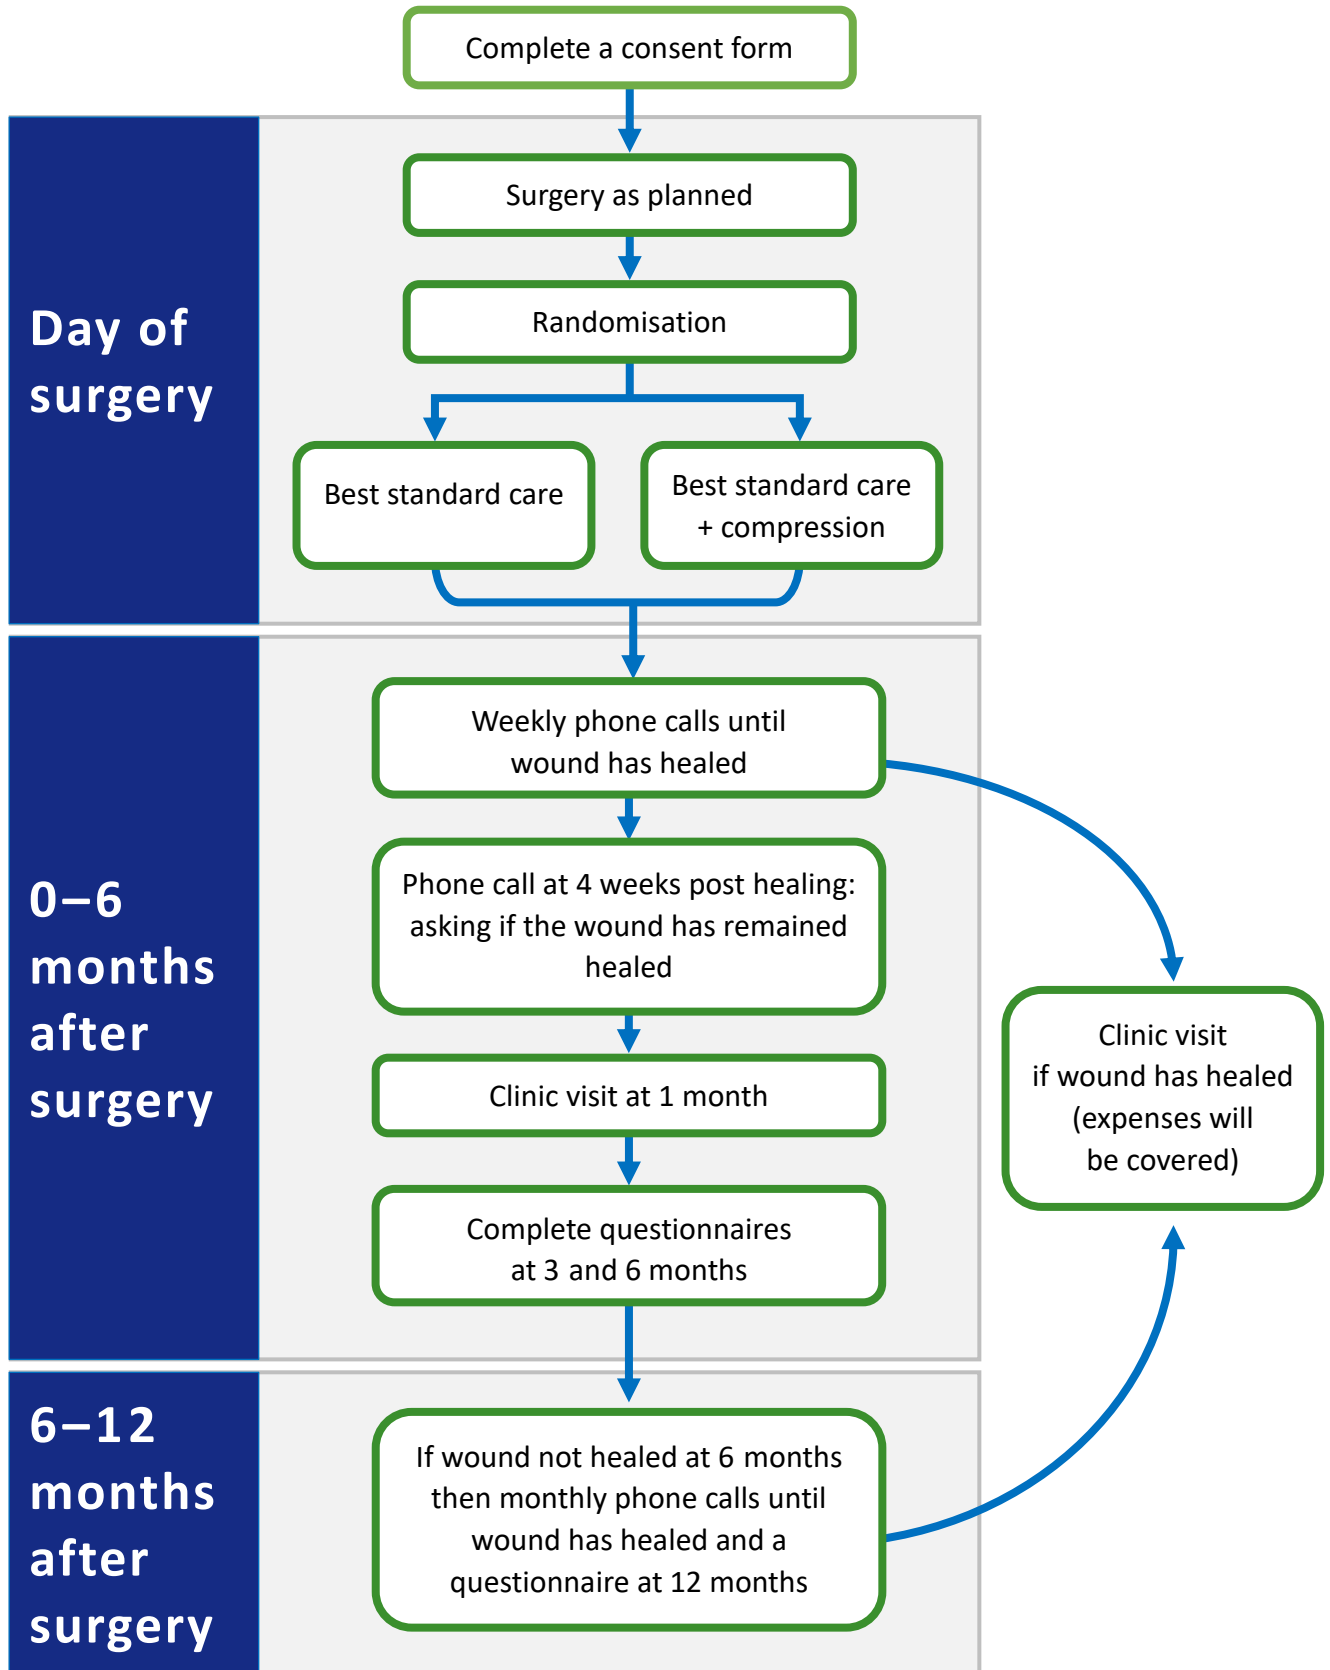 Complete a consent form
Day of
surgery
Surgery as planned
Randomisation
Best standard care
Best standard care
+ compression
0–6
months
after
surgery
Weekly phone calls until
wound has healed
Phone call at 4 weeks post healing:
asking if the wound has remained
healed
Clinic visit at 1 month
Complete questionnaires
at 3 and 6 months
Clinic visit
if wound has healed
(expenses will
be covered)
6–12
months
after
surgery
If wound not healed at 6 months
then monthly phone calls until
wound has healed and a
questionnaire at 12 months